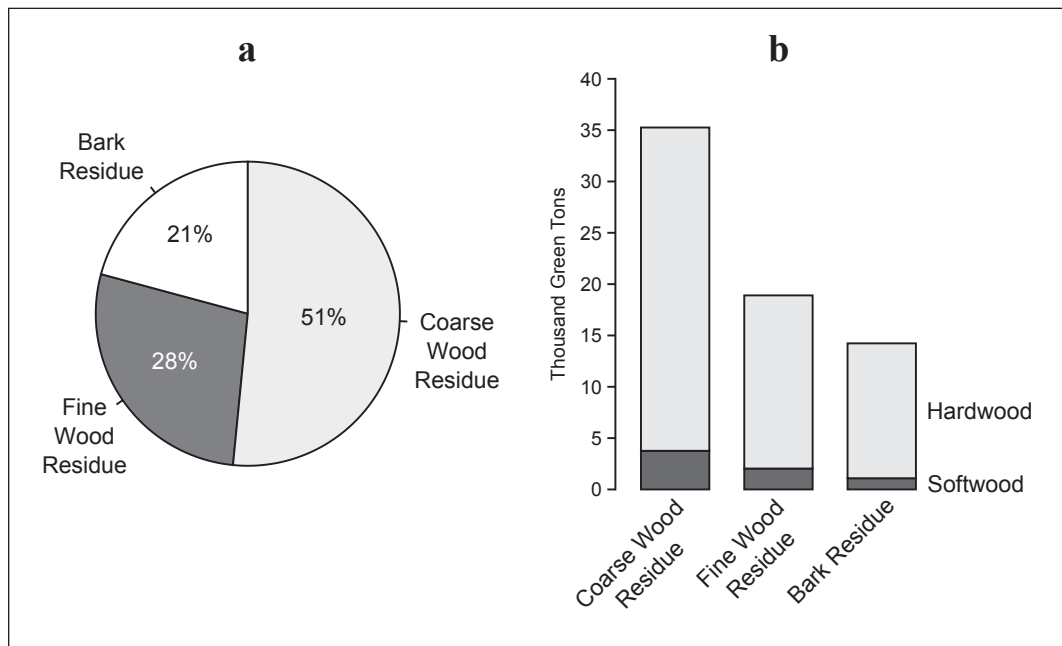 a
Bark
Residue
21%
51%
28%
Coarse
Wood
Residue
Fine
Wood
Residue
b
Thousand Green Tons
40
35
30
25
20
15
10
5
0
Hardwood
Softwood
Coarse Wood
Residue
Fine Wood
Residue
Bark Residue